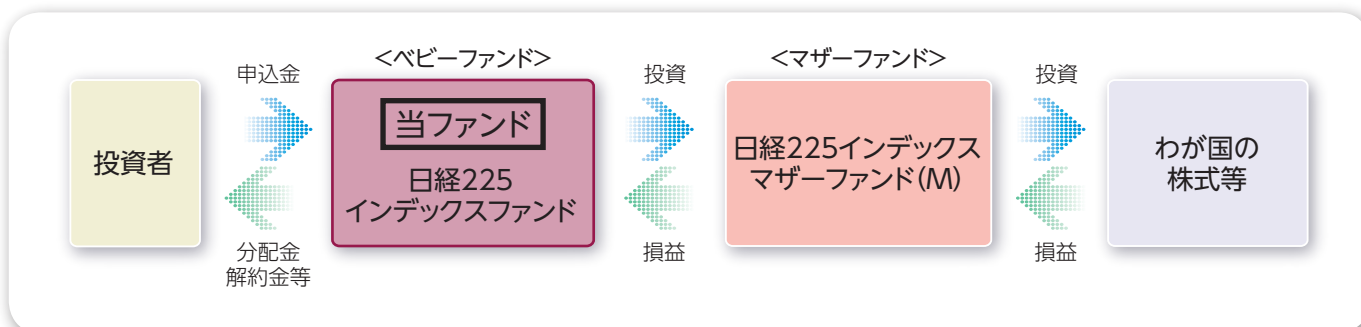 投資者
申込金
分配金
解約金等
<ベビーファンド>
当ファンド
日経225
インデックスファンド
投資
損益
<マザーファンド>
日経225インデックス
マザーファンド(M)
投資
損益
わが国の
株式等